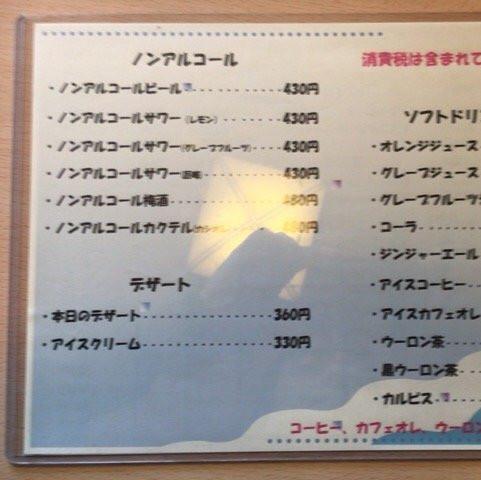 ノンアルコール
・ノンアルコールビール・・・・・・・・・・430円
・ノンアルコールサワー(レモン)・・・・・・・430円
・ノンアルコールサワー(グレープフルーツ)・・・・430円
・ノンアルコールサワー・・・・・・・430円
・ノンアルコール梅酒
・ノンアルコールカクテル
デザート
・本日のデザート・・・・・・・・・・・・・360円
・アイスクリーム・・・・・・・・・・・・・330円
消費税は含まれて
ソフトドリ
・オレンジジュース
・グレープジュース
・グレープフルーツ
・コーラ・・・・・
・ジンジャーエール
・アイスコーヒー・・
・アイスカフェオレ
・ウーロン茶・・・・
・黒ウーロン茶・・・
・カルピス・・・・・
コーヒー、カフェオレ、ウーロン